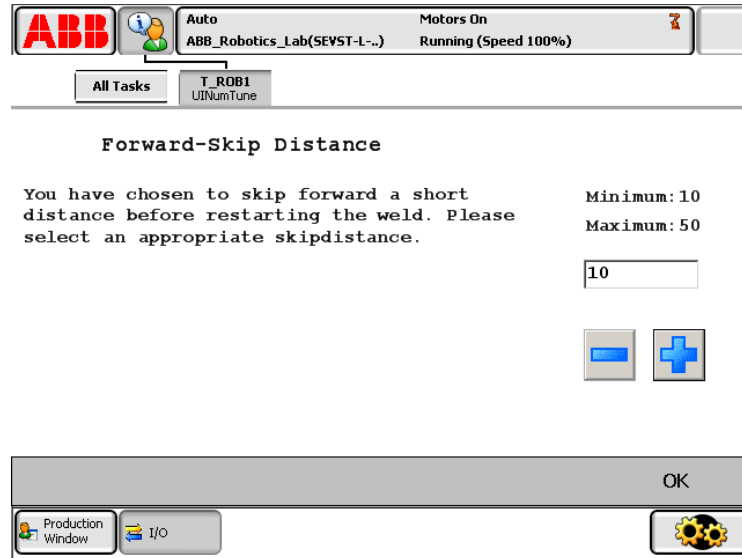 ABB
Auto
Motors On
ABB_Robotics_Lab(SEVST-L-..)
Running (Speed 100%)
All Tasks
T_ROB1
UINumTune
Forward-Skip Distance
You have chosen to skip forward a short
distance before restarting the weld. Please
select an appropriate skipdistance.
Minimum:10
Maximum:50
10
OK
Production
Window
I/O